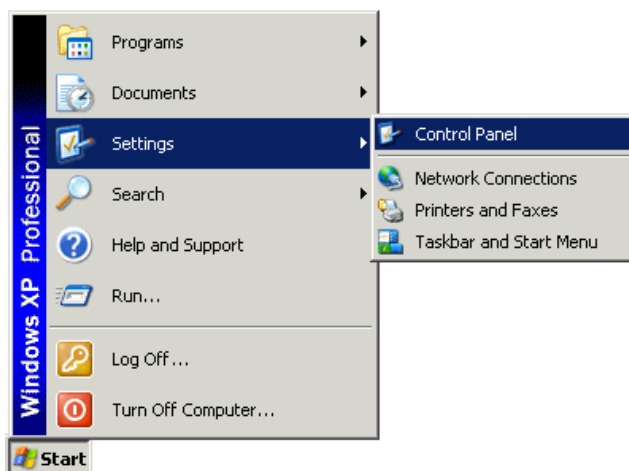 Programs
Documents
Settings
Search
Help and Support
Run...
Log Off...
Turn Off Computer...
Windows XP Professional
Start
Control Panel
Network Connections
Printers and Faxes
Taskbar and Start Menu